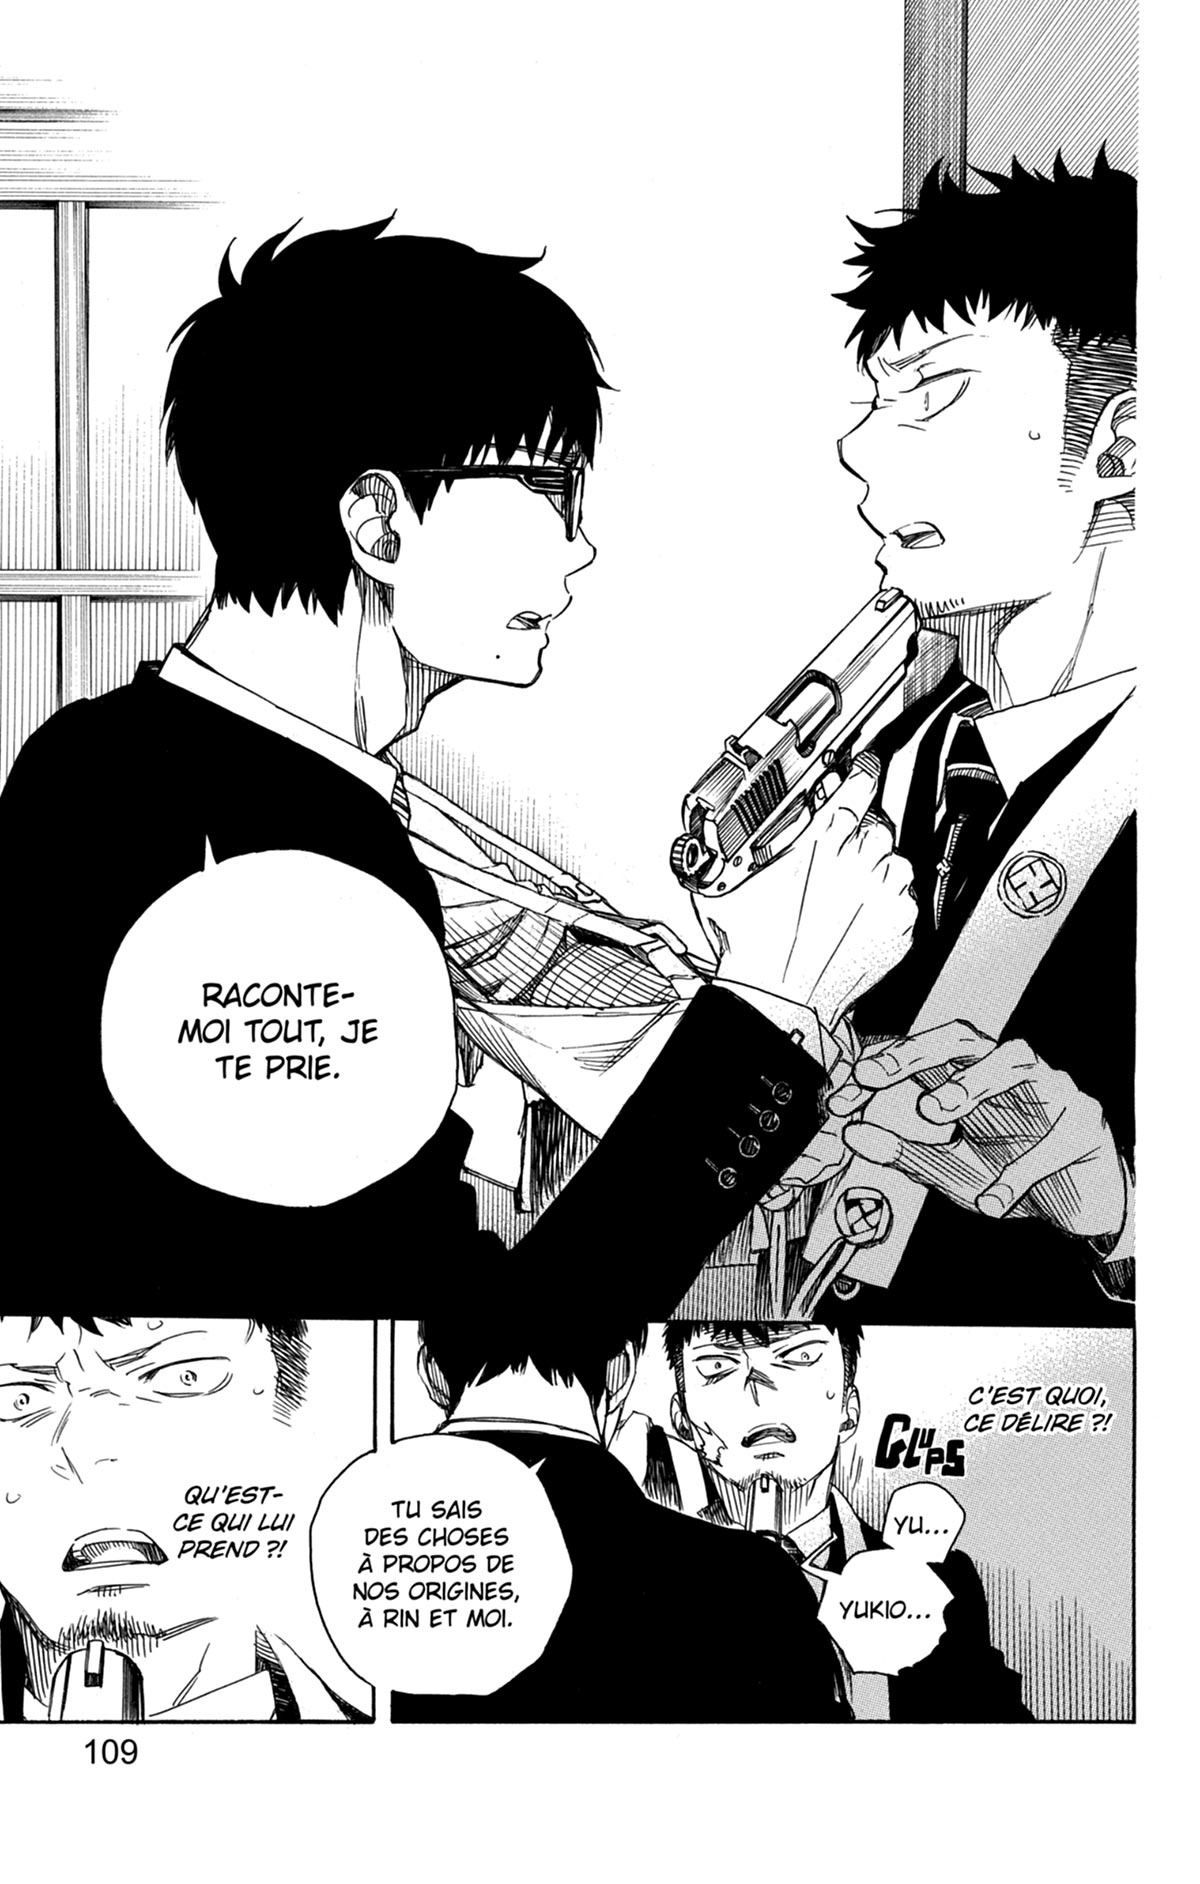 RACONTE-
MOI TOUT, JE
TE PRIE.
C'EST QUOI,
CE DÉLIRE ?!
GLUPS
YU...
YUKIO...
TU SAIS
DES CHOSES
À PROPOS DE
NOS ORIGINES,
À RIN ET MOI.
QU'EST-
CE QUI LUI
PREND ?!
109